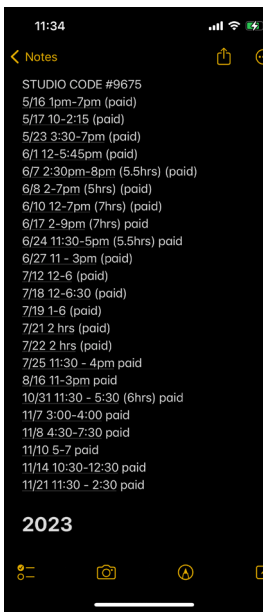 11:34
Notes
STUDIO CODE #9675
5/16 1pm-7pm (paid)
5/17 10-2:15 (paid)
5/23 3:30-7pm (paid)
6/1 12-5:45pm (paid)
6/7 2:30pm-8pm (5.5hrs) (paid)
6/8 2-7pm (5hrs) (paid)
6/10 12-7pm (7hrs) (paid)
6/17 2-9pm (7hrs) paid
6/24 11:30-5pm (5.5hrs) paid
6/27 11 - 3pm (paid)
7/12 12-6 (paid)
7/18 12-6:30 (paid)
7/19 1-6 (paid)
7/21 2 hrs (paid)
7/22 2 hrs (paid)
7/25 11:30 - 4pm paid
8/16 11-3pm paid
10/31 11:30 - 5:30 (6hrs) paid
11/7 3:00-4:00 paid
11/8 4:30-7:30 paid
11/10 5-7 paid
11/14 10:30-12:30 paid
11/21 11:30 - 2:30 paid
2023